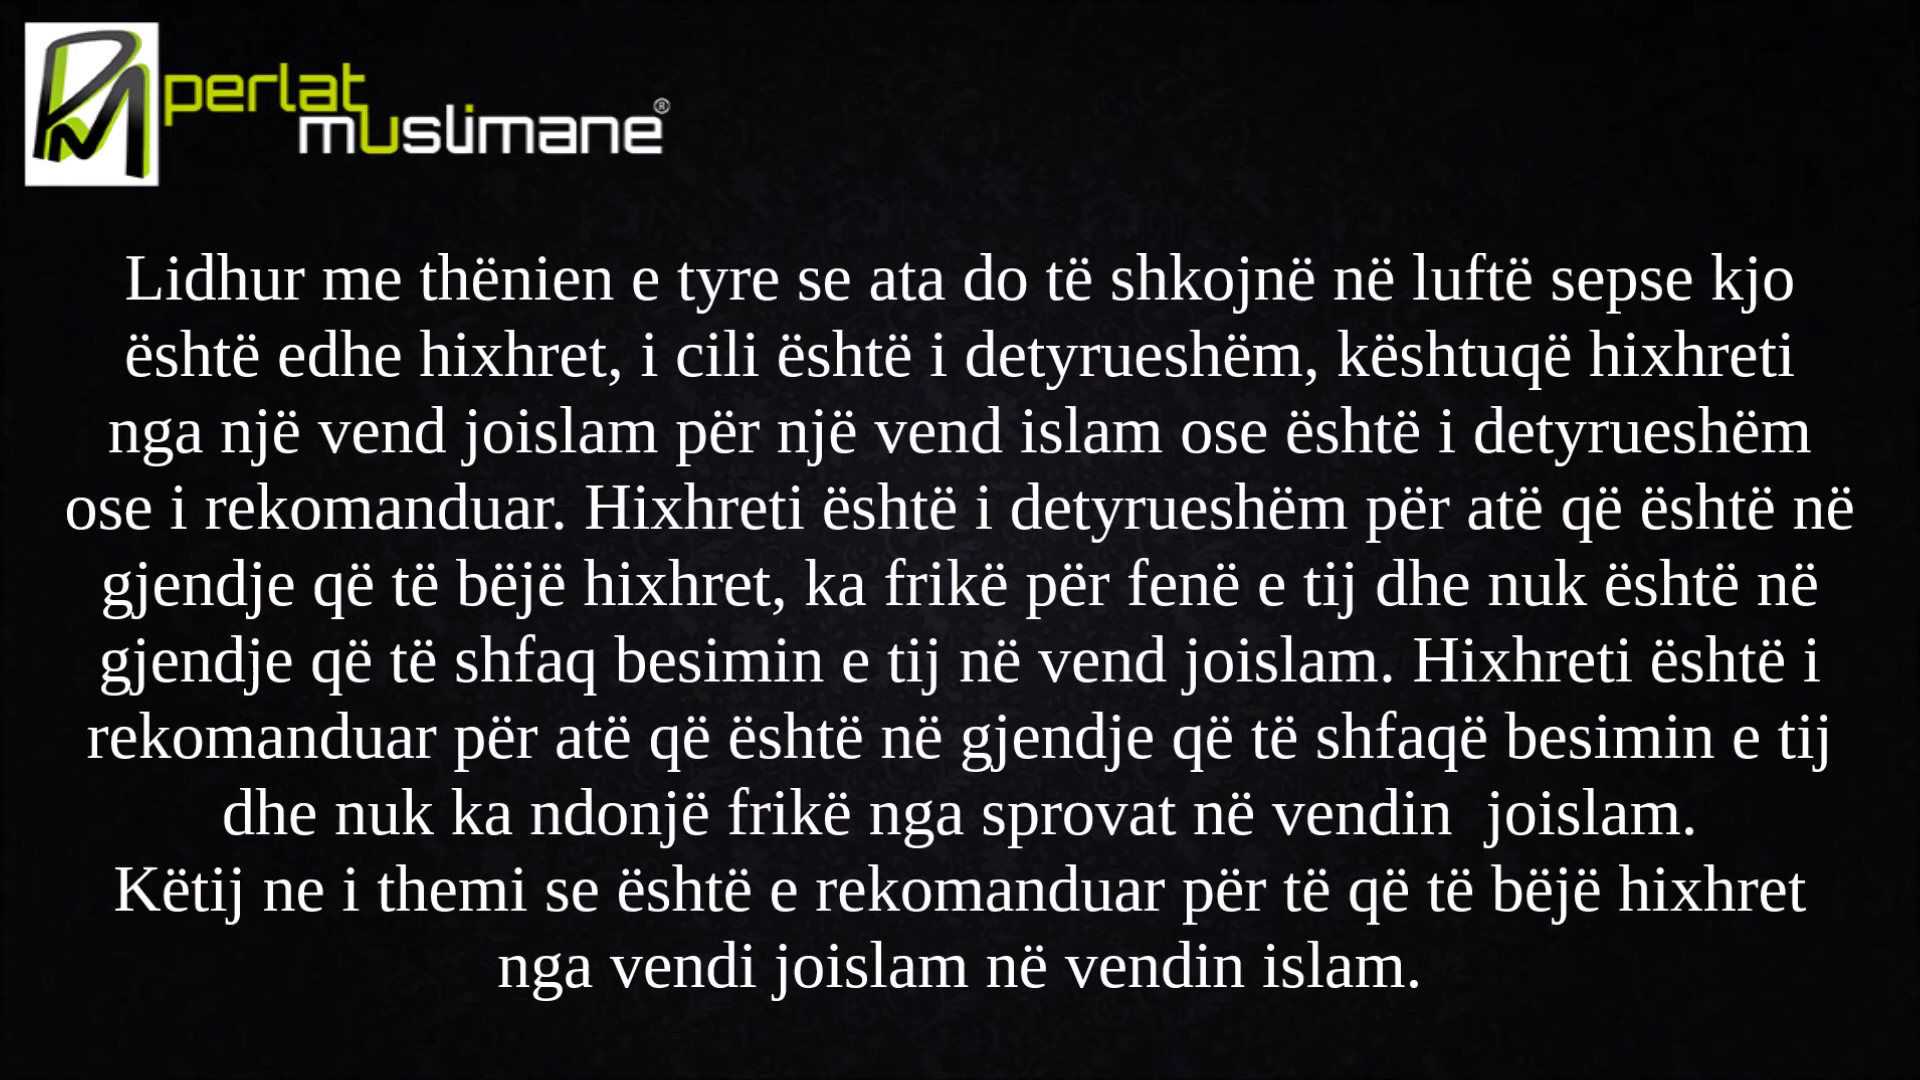 perlat
muslimane®
Lidhur me thënien e tyre se ata do të shkojnë në luftë sepse kjo
është edhe hixhret, i cili është i detyrueshëm, kështuqë hixhreti
nga një vend joislam për një vend islam ose është i detyrueshëm
ose i rekomanduar. Hixhreti është i detyrueshëm për atë që është në
gjendje që të bëjë hixhret, ka frikë për fenë e tij dhe nuk është në
gjendje që të shfaq besimin e tij në vend joislam. Hixhreti është i
rekomanduar për atë që është në gjendje që të shfaqë besimin e tij
dhe nuk ka ndonjë frikë nga sprovat në vendin  joislam.
Këtij ne i themi se është e rekomanduar për të që të bëjë hixhret
nga vendi joislam në vendin islam.